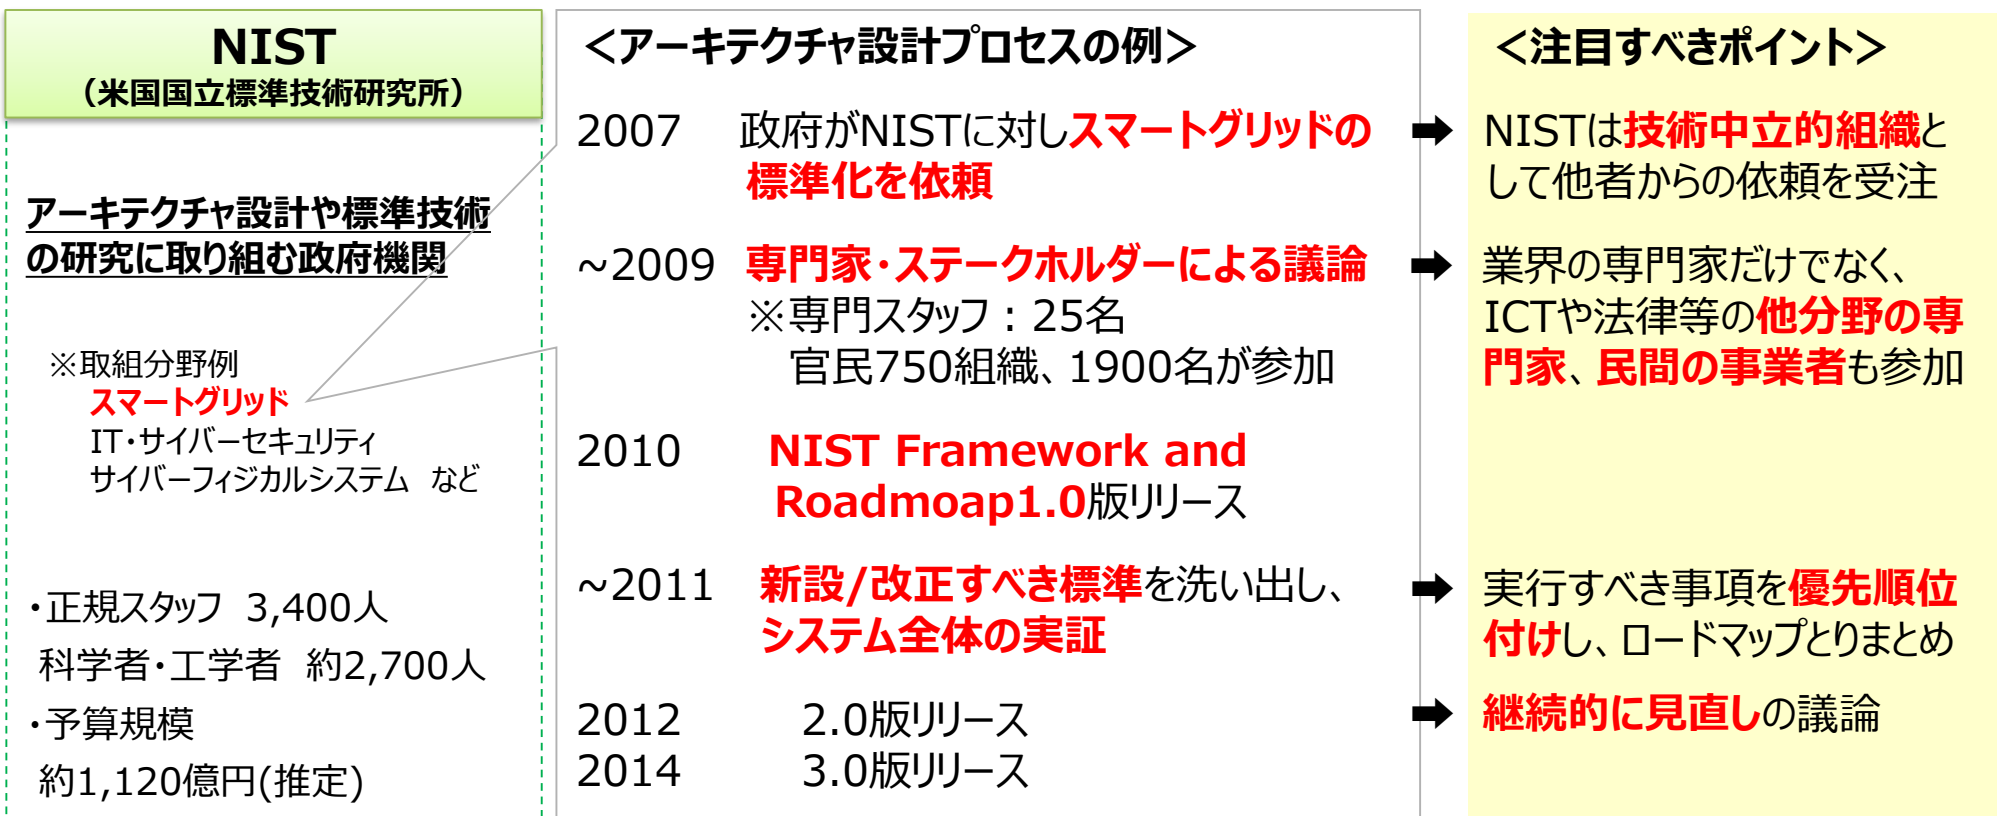 NIST
（米国国立標準技術研究所）
アーキテクチャ設計や標準技術
の研究に取り組む政府機関
※取組分野例
スマートグリッド
IT・サイバーセキュリティ
サイバーフィジカルシステム　など
・正規スタッフ　3,400人
科学者・工学者　約2,700人
・予算規模
約1,120億円(推定)
＜アーキテクチャ設計プロセスの例＞
2007　政府がNISTに対しスマートグリッドの
標準化を依頼
~2009　専門家・ステークホルダーによる議論
※専門スタッフ：25名
官民750組織、1900名が参加
2010　NIST Framework and
Roadmoap1.0版リリース
~2011　新設/改正すべき標準を洗い出し、
システム全体の実証
2012　2.0版リリース
2014　3.0版リリース
＜注目すべきポイント＞
➡ NISTは技術中立的組織と
して他者からの依頼を受注
➡ 業界の専門家だけでなく、
ICTや法律等の他分野の専
門家、民間の事業者も参加
➡ 実行すべき事項を優先順位
付けし、ロードマップとりまとめ
➡ 継続的に見直しの議論